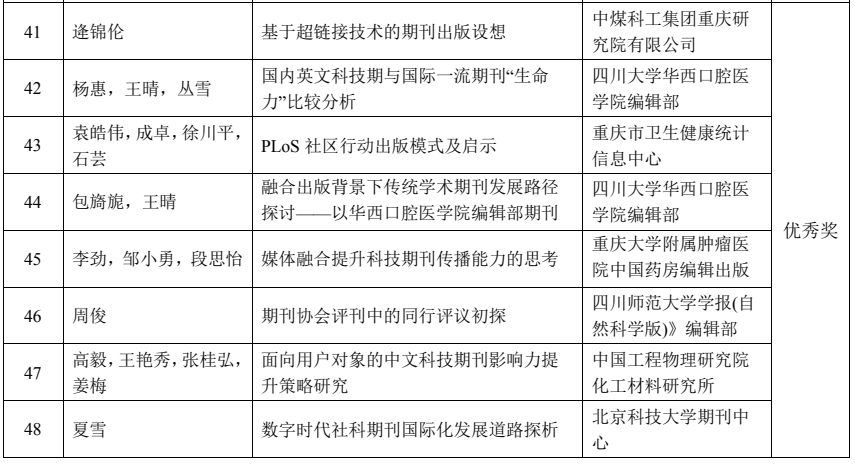 41 逄锦伦 基于超链接技术的期刊出版设想 中煤科工集团重庆研
究院有限公司
42 杨惠，王晴，丛雪 国内英文科技期与国际一流期刊“生命
力”比较分析 四川大学华西口腔医
学院编辑部
43 袁皓伟，成卓，徐川平，
石芸 PLoS 社区行动出版模式及启示 重庆市卫生健康统计
信息中心
44 包旖旎，王晴 融合出版背景下传统学术期刊发展路径
探讨——以华西口腔医学院编辑部期刊 四川大学华西口腔医
学院编辑部
45 李劲，邹小勇，段思怡 媒体融合提升科技期刊传播能力的思考 重庆大学附属肿瘤医
院中国药房编辑出版
46 周俊 期刊协会评刊中的同行评议初探 四川师范大学学报(自
然科学版)》编辑部
47 高毅，王艳秀，张桂弘，
姜梅 面向用户对象的中文科技期刊影响力提
升策略研究 中国工程物理研究院
化工材料研究所
48 夏雪 数字时代社科期刊国际化发展道路探析 北京科技大学期刊中
心
优秀奖